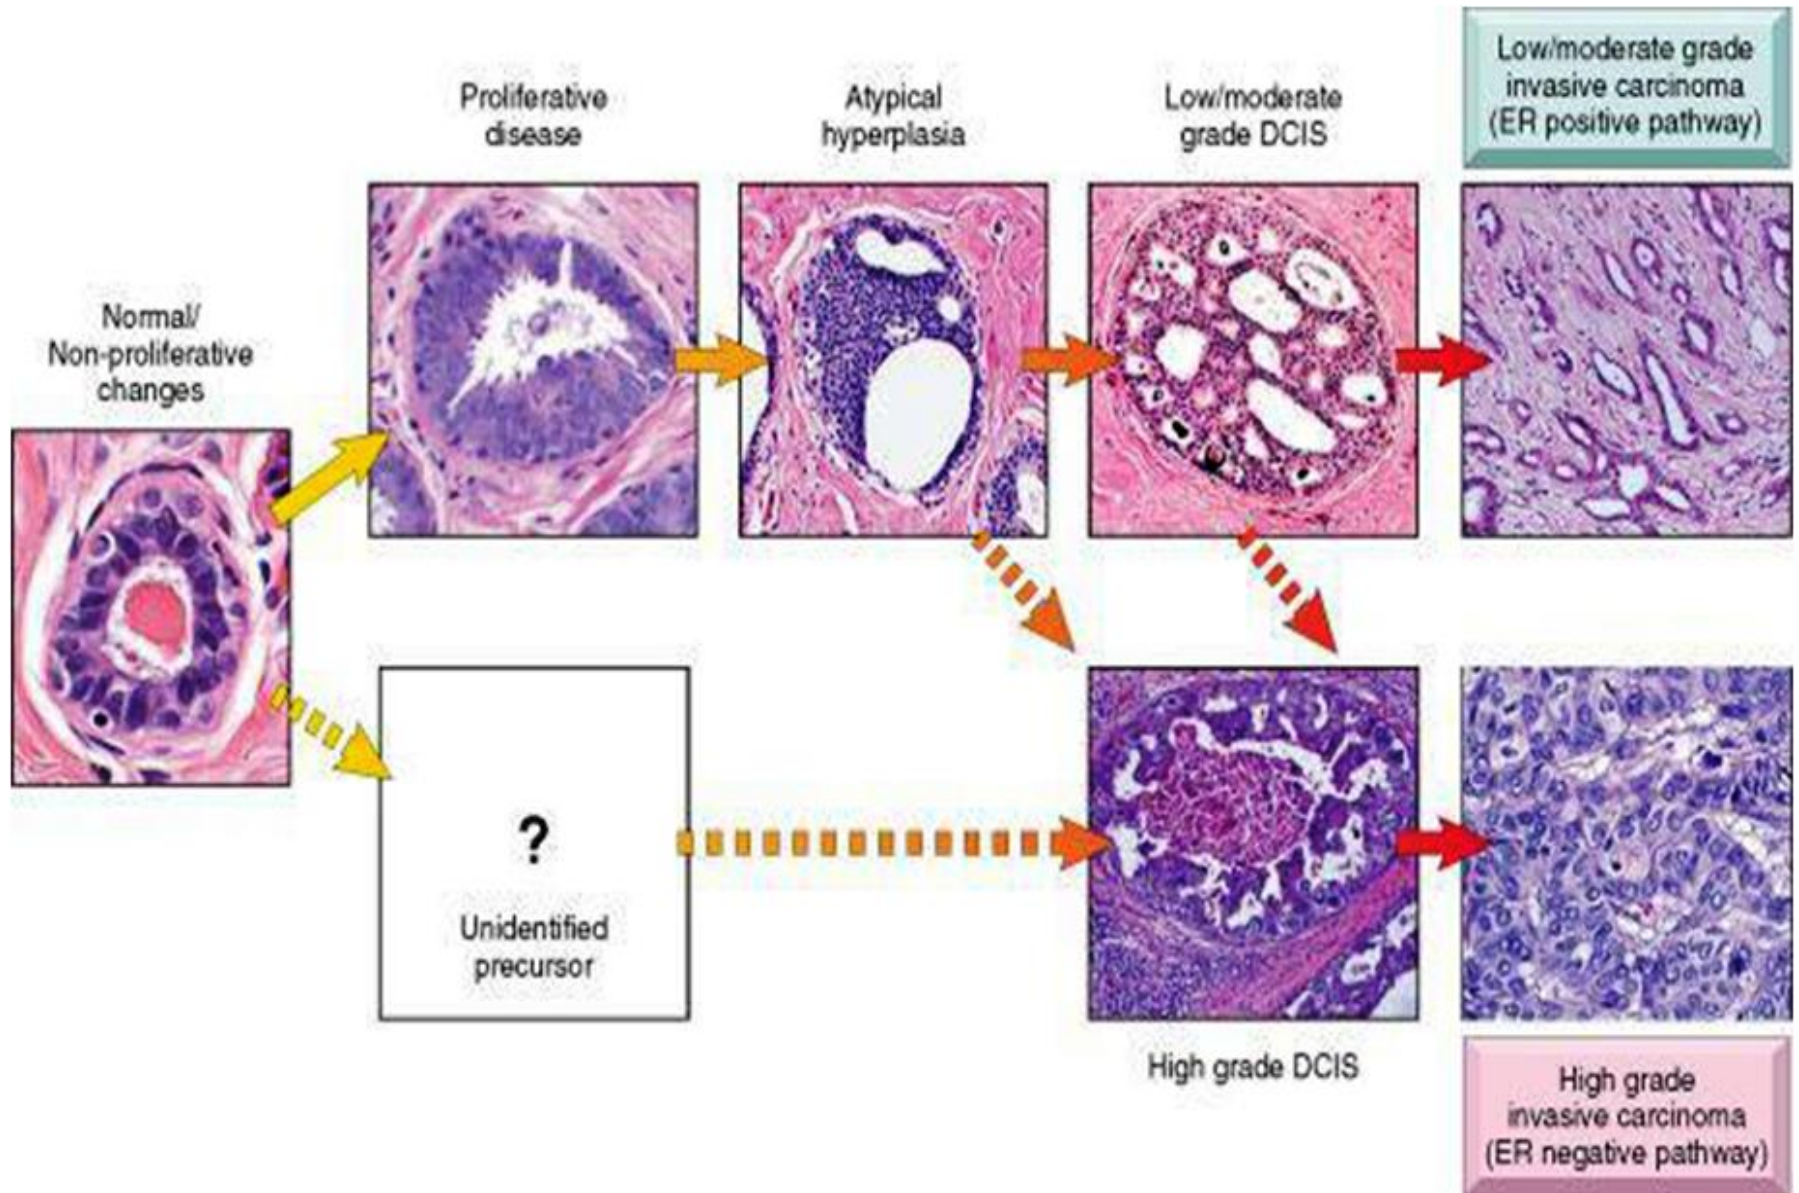 Low/moderate grade
invasive carcinoma
(ER positive pathway)
Proliferative
disease
Atypical
hyperplasia
Low/moderate
grade DCIS
Normal/
Non-proliferative
changes
?
Unidentified
precursor
High grade DCIS
High grade
invasive carcinoma
(ER negative pathway)